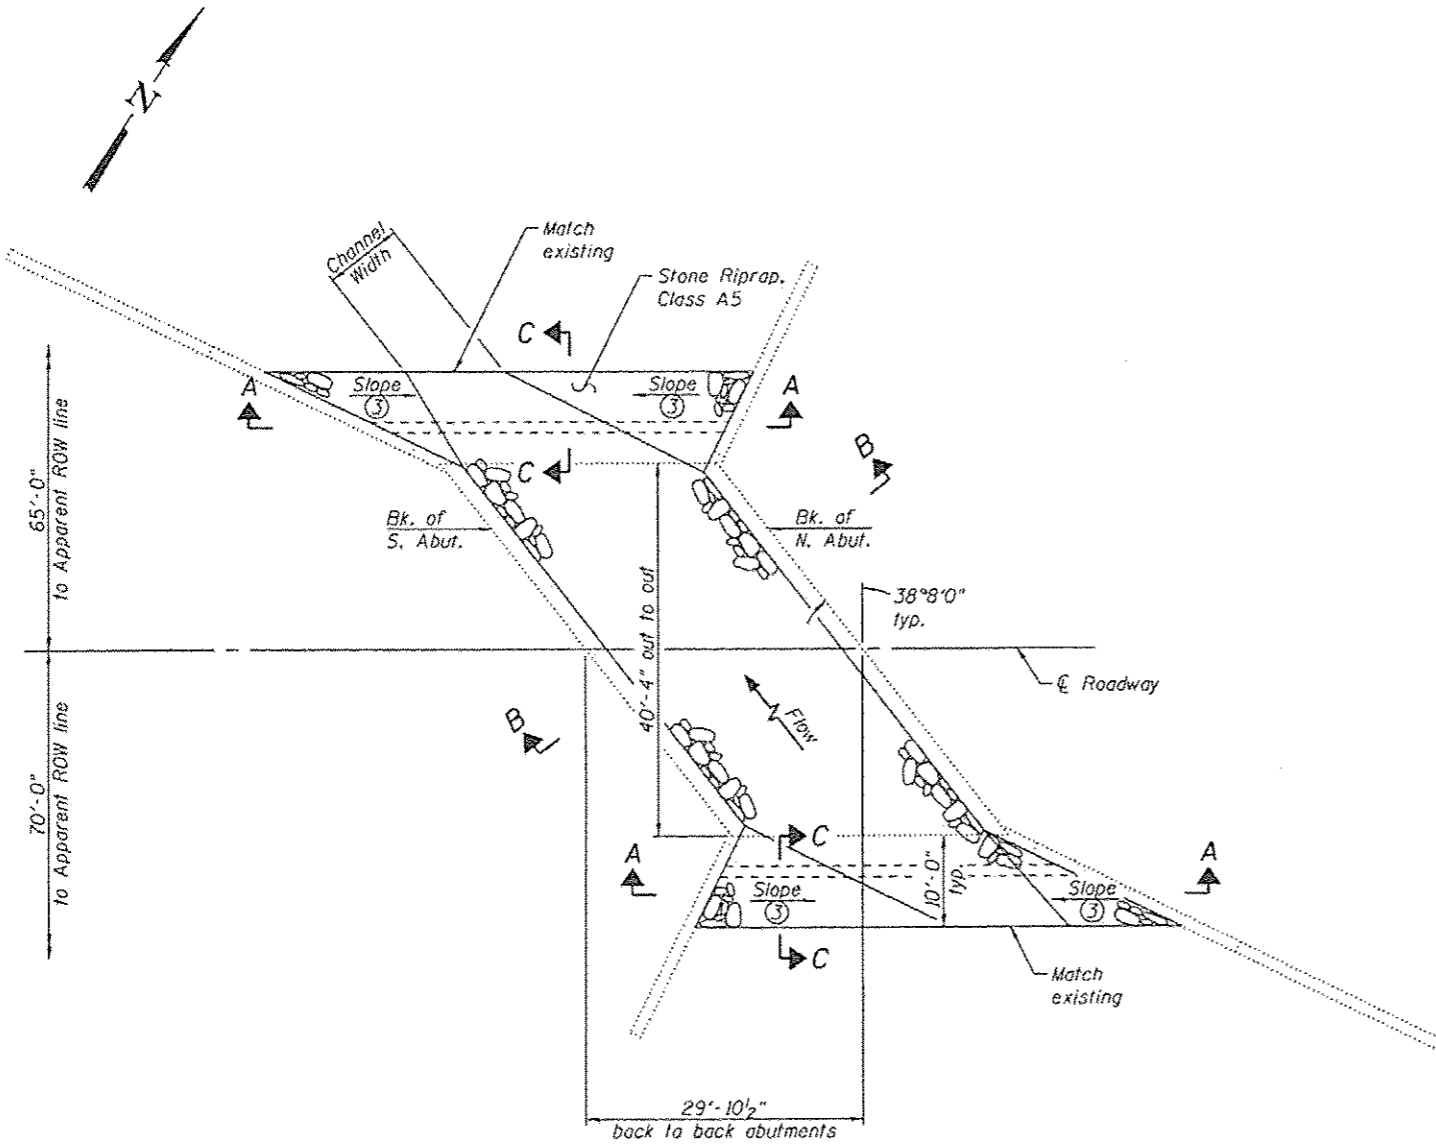 N
Channel
Width
Match
existing
Stone Riprap,
Class A5
C
A
Slope
3
Slope
3
A
C
B
65'-0"
to Apparent ROW line
Bk. of
S. Abut.
Bk. of
N. Abut.
40'-4" out to out
38°8'0"
typ.
℄ Roadway
B
Flow
70'-0"
to Apparent ROW line
C
A
10'-0"
typ.
A
Slope
3
Slope
3
C
Match
existing
29'-10½"
back to back abutments